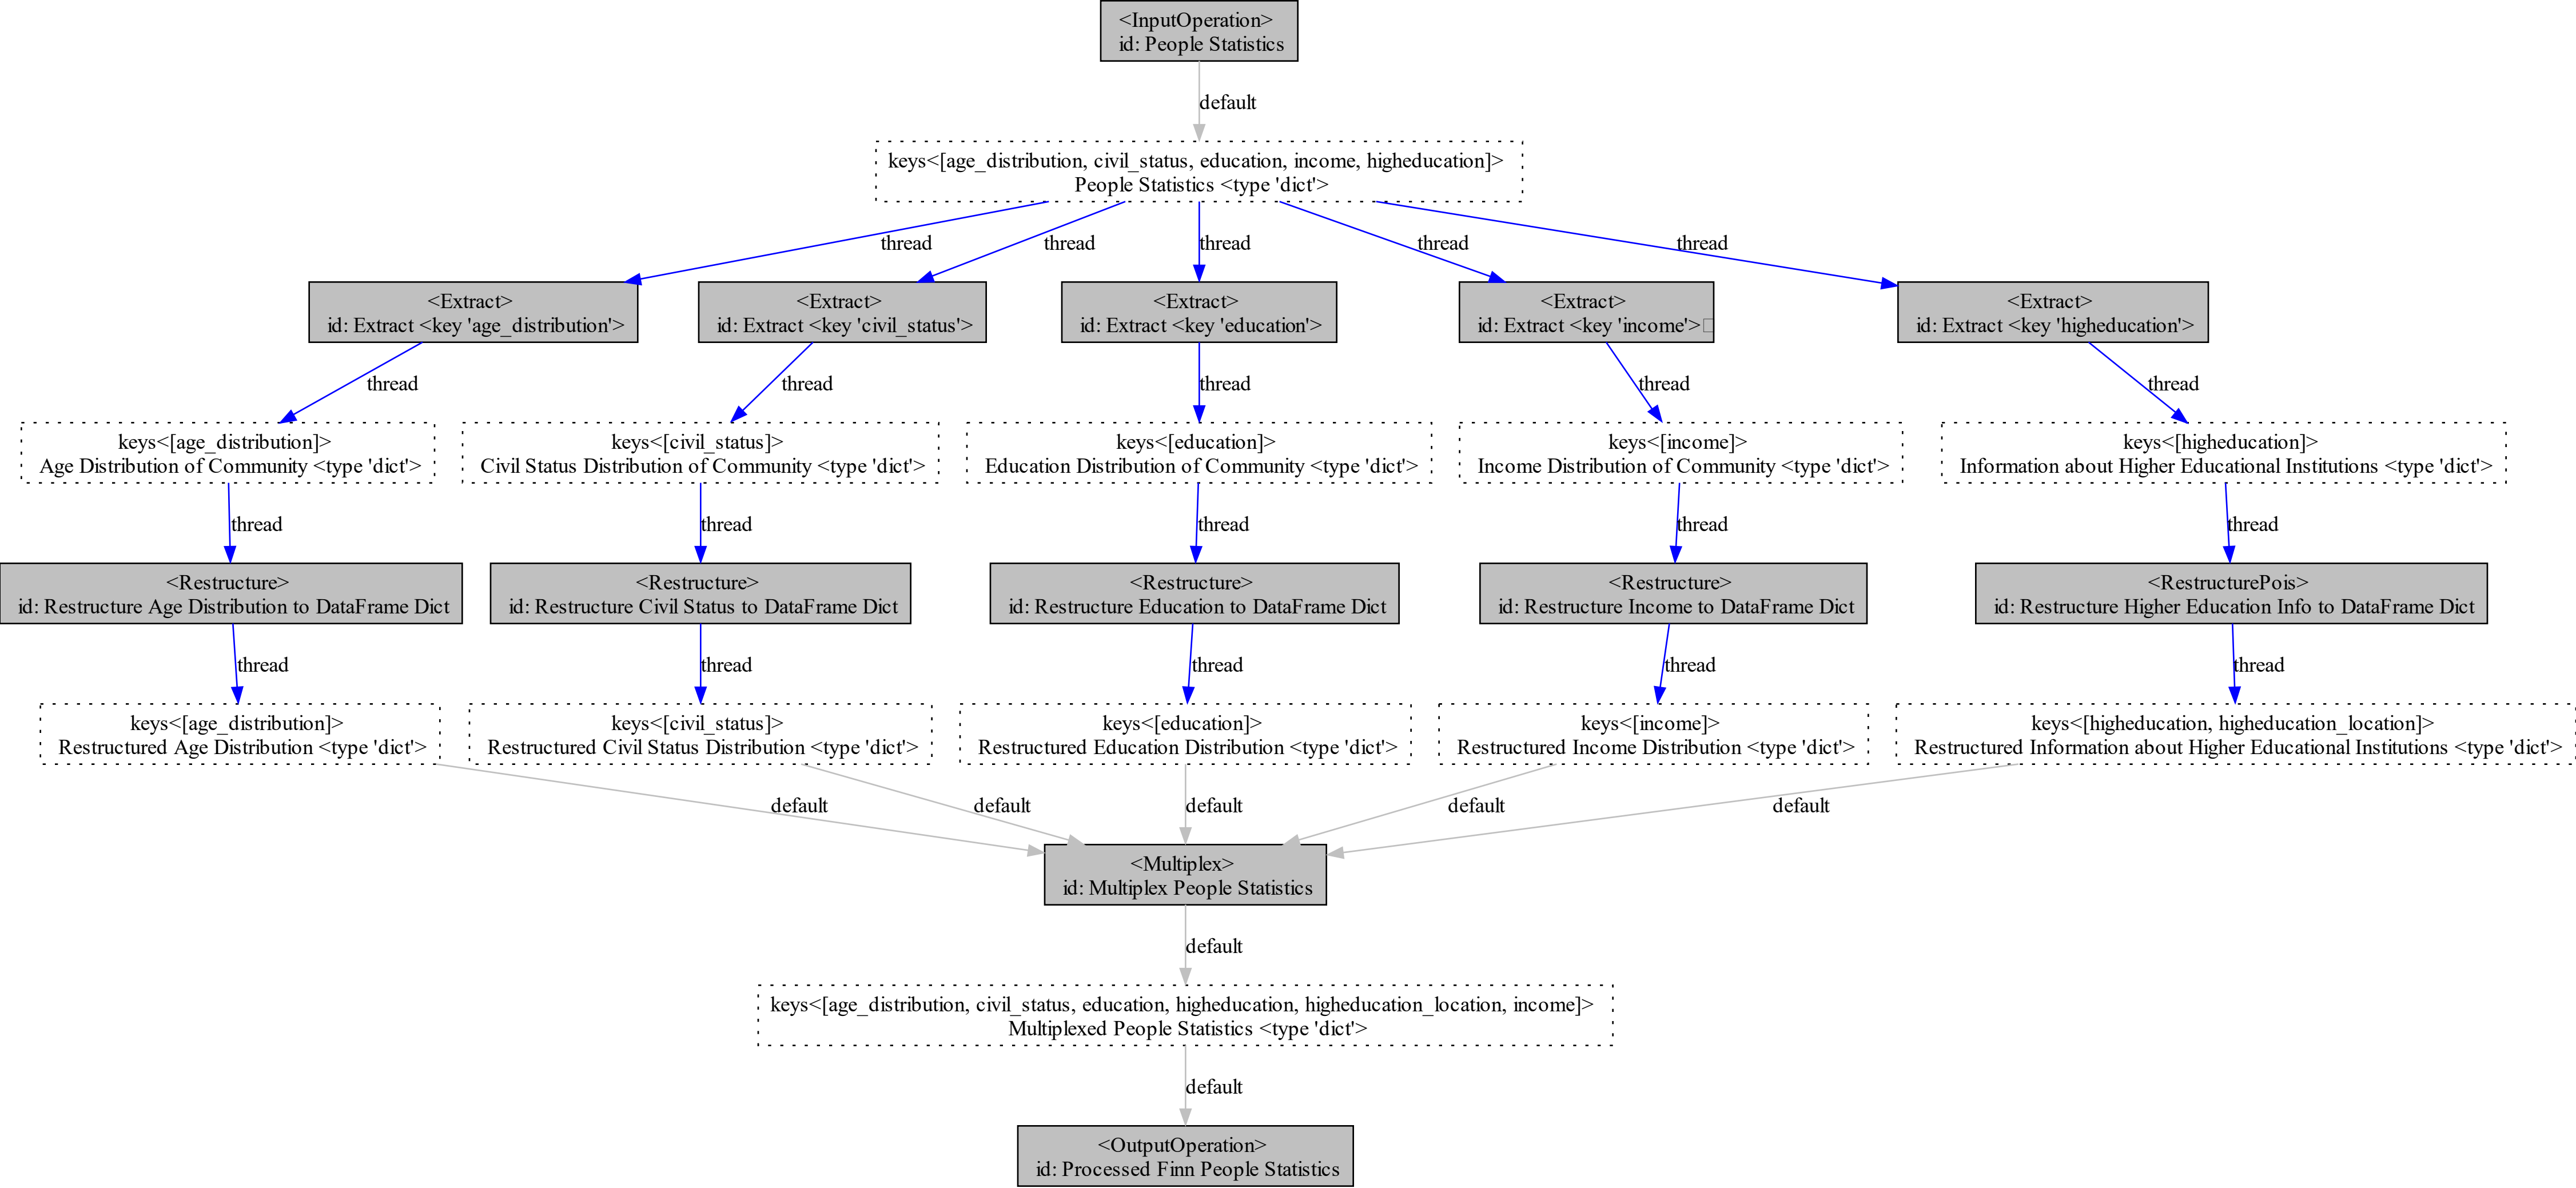 <InputOperation>
id: People Statistics
default
keys<[age_distribution, civil_status, education, income, higheducation]>
People Statistics <type 'dict'>
thread
thread
thread
thread
thread
<Extract>
id: Extract <key 'age_distribution'>
<Extract>
id: Extract <key 'civil_status'>
<Extract>
id: Extract <key 'education'>
<Extract>
id: Extract <key 'income'>
<Extract>
id: Extract <key 'higheducation'>
thread
thread
thread
thread
thread
keys<[age_distribution]>
Age Distribution of Community <type 'dict'>
keys<[civil_status]>
Civil Status Distribution of Community <type 'dict'>
keys<[education]>
Education Distribution of Community <type 'dict'>
keys<[income]>
Income Distribution of Community <type 'dict'>
keys<[higheducation]>
Information about Higher Educational Institutions <type 'dict'>
thread
thread
thread
thread
thread
<Restructure>
id: Restructure Age Distribution to DataFrame Dict
<Restructure>
id: Restructure Civil Status to DataFrame Dict
<Restructure>
id: Restructure Education to DataFrame Dict
<Restructure>
id: Restructure Income to DataFrame Dict
<RestructurePois>
id: Restructure Higher Education Info to DataFrame Dict
thread
thread
thread
thread
thread
keys<[age_distribution]>
Restructured Age Distribution <type 'dict'>
keys<[civil_status]>
Restructured Civil Status Distribution <type 'dict'>
keys<[education]>
Restructured Education Distribution <type 'dict'>
keys<[income]>
Restructured Income Distribution <type 'dict'>
keys<[higheducation, higheducation_location]>
Restructured Information about Higher Educational Institutions <type 'dict'>
default
default
default
default
default
<Multiplex>
id: Multiplex People Statistics
default
keys<[age_distribution, civil_status, education, higheducation, higheducation_location, income]>
Multiplexed People Statistics <type 'dict'>
default
<OutputOperation>
id: Processed Finn People Statistics